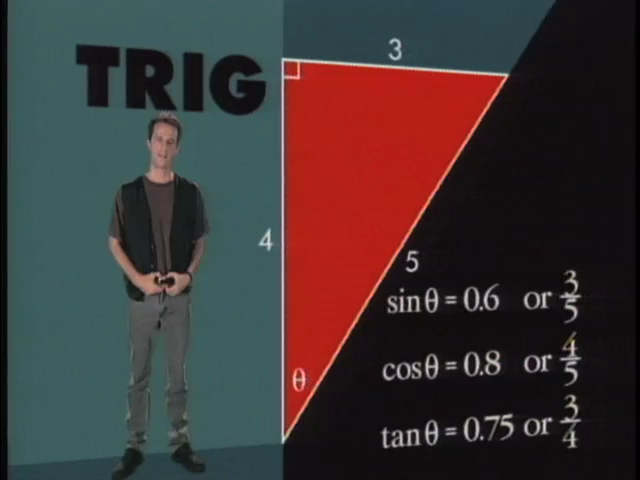 TRIG
3
4
5
θ
sinθ = 0.6 or 3/5
cosθ = 0.8 or 4/5
tanθ = 0.75 or 3/4